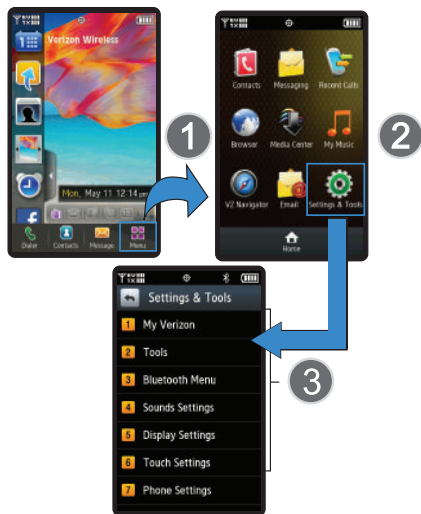 Verizon Wireless
Mon, May 11 12:14 pm
Dialer Contacts Message Menu
1
Contacts Messaging Recent Calls
Browser Media Center My Music
VZ Navigator Email Settings & Tools
Home
2
Settings & Tools
1 My Verizon
2 Tools
3 Bluetooth Menu
4 Sounds Settings
5 Display Settings
6 Touch Settings
7 Phone Settings
3